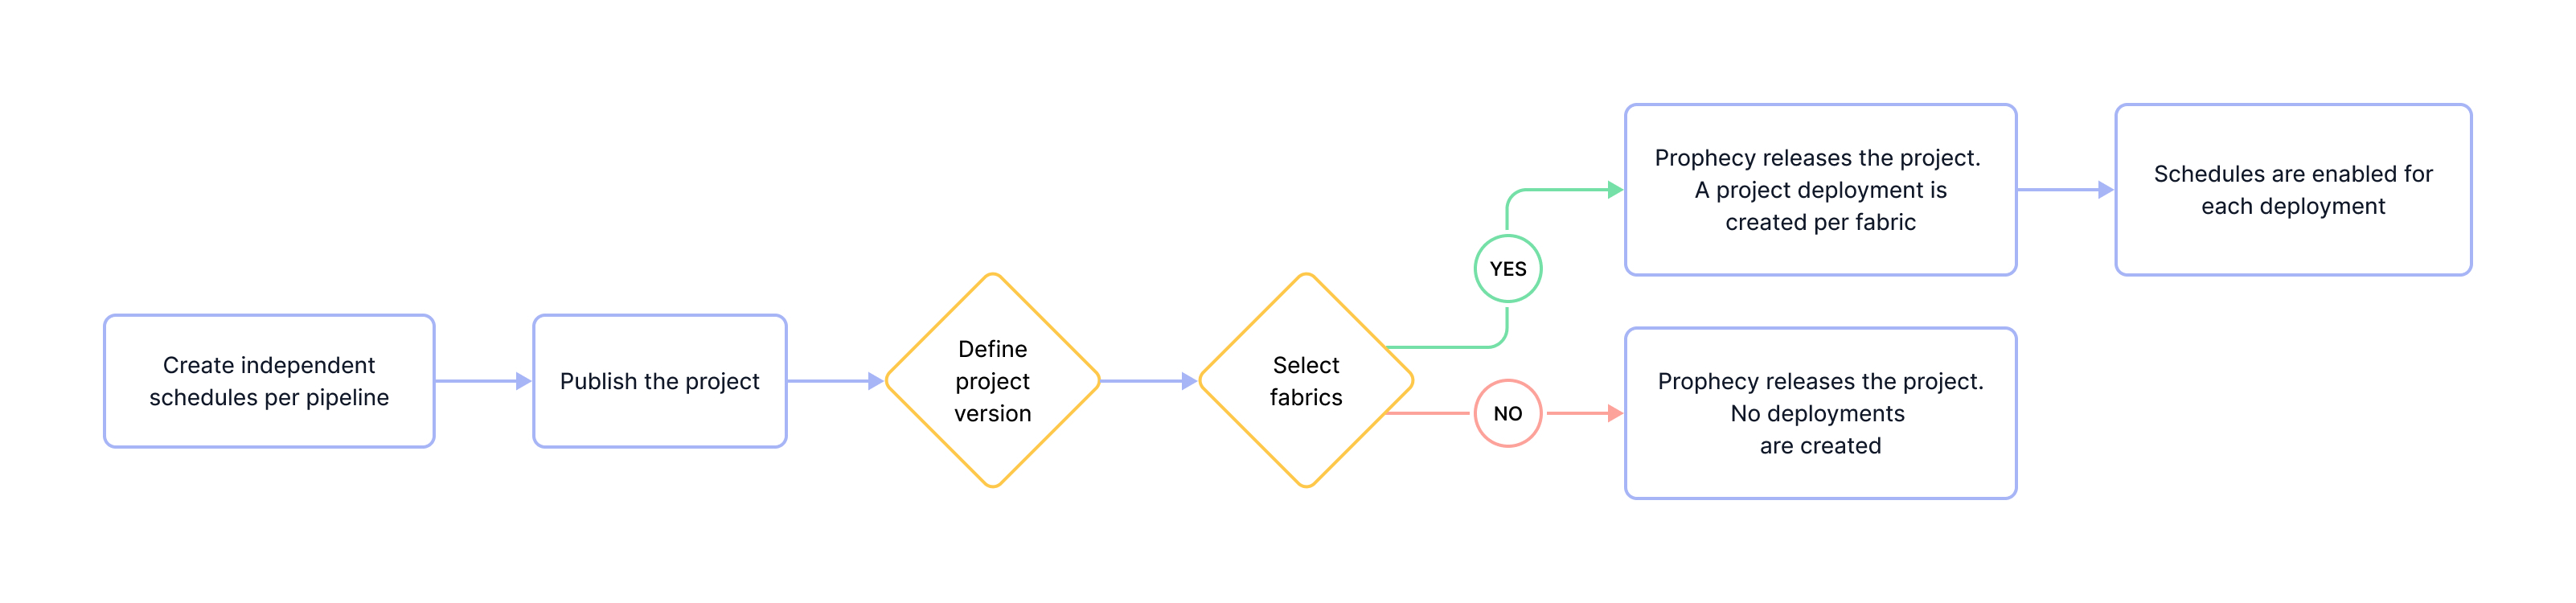 Create independent
schedules per pipeline
Publish the project
Define
project
version
Select
fabrics
YES
Prophecy releases the project.
A project deployment is
created per fabric
Schedules are enabled for
each deployment
NO
Prophecy releases the project.
No deployments
are created